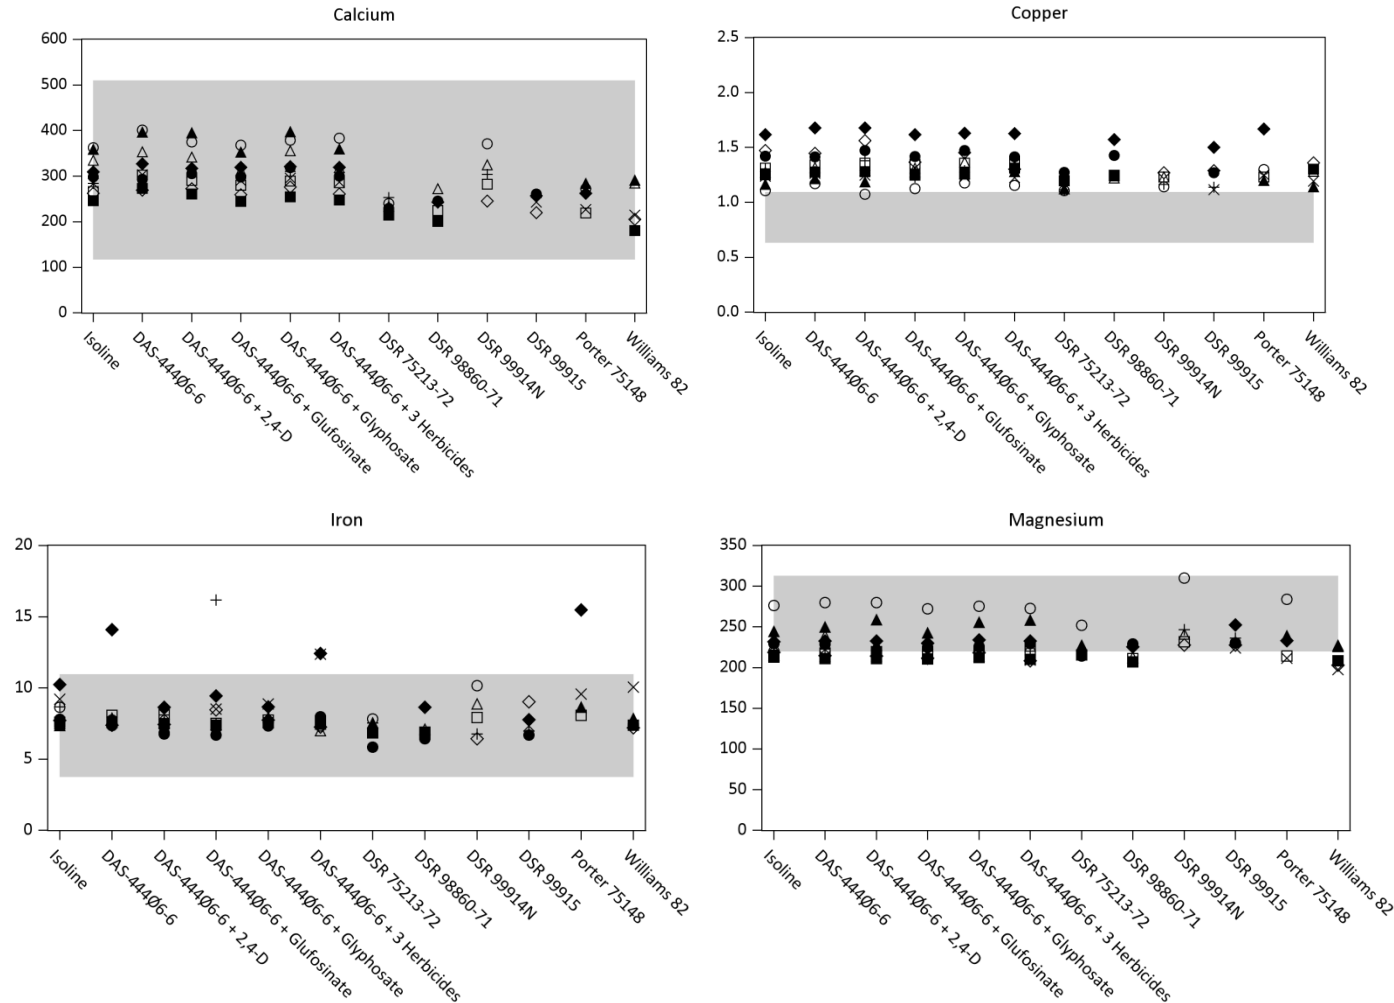 Calcium
600
500
400
300
200
100
0
Isoline
DAS-444Ø6-6
DAS-444Ø6-6 + 2,4-D
DAS-444Ø6-6 + Glufosinate
DAS-444Ø6-6 + Glyphosate
DAS-444Ø6-6 + 3 Herbicides
DSR 75213-72
DSR 98860-71
DSR 99914N
DSR 99915
Porter 75148
Williams 82
Copper
2.5
2.0
1.5
1.0
0.5
0.0
Isoline
DAS-444Ø6-6
DAS-444Ø6-6 + 2,4-D
DAS-444Ø6-6 + Glufosinate
DAS-444Ø6-6 + Glyphosate
DAS-444Ø6-6 + 3 Herbicides
DSR 75213-72
DSR 98860-71
DSR 99914N
DSR 99915
Porter 75148
Williams 82
Iron
20
15
10
5
0
Isoline
DAS-444Ø6-6
DAS-444Ø6-6 + 2,4-D
DAS-444Ø6-6 + Glufosinate
DAS-444Ø6-6 + Glyphosate
DAS-444Ø6-6 + 3 Herbicides
DSR 75213-72
DSR 98860-71
DSR 99914N
DSR 99915
Porter 75148
Williams 82
Magnesium
350
300
250
200
150
100
50
0
Isoline
DAS-444Ø6-6
DAS-444Ø6-6 + 2,4-D
DAS-444Ø6-6 + Glufosinate
DAS-444Ø6-6 + Glyphosate
DAS-444Ø6-6 + 3 Herbicides
DSR 75213-72
DSR 98860-71
DSR 99914N
DSR 99915
Porter 75148
Williams 82